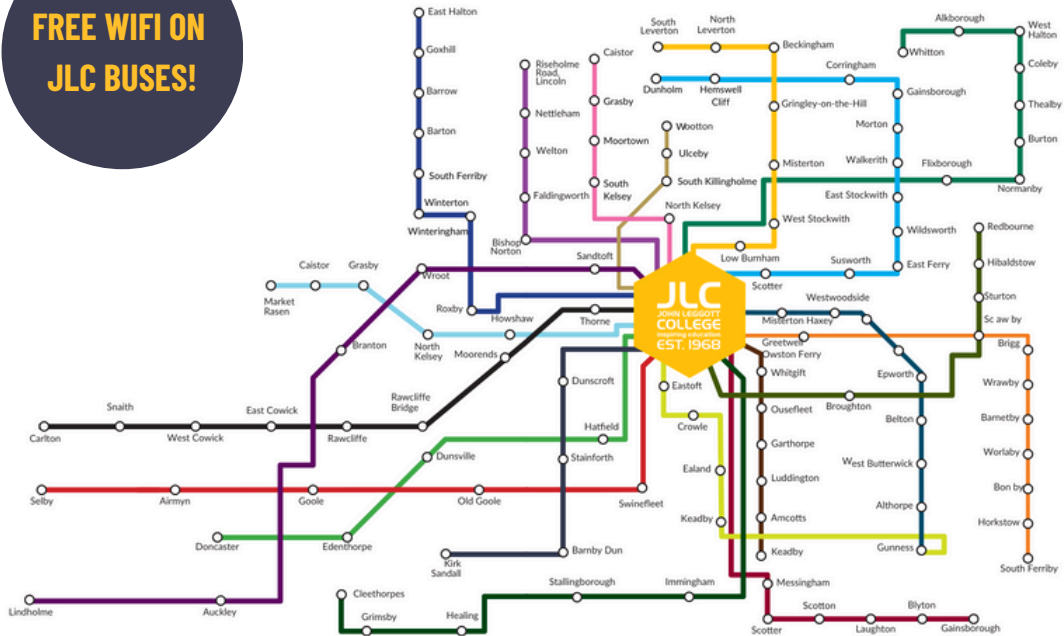 FREE WIFI ON
JLC BUSES!
East Halton
Goxhill
Barrow
Barton
South Ferriby
Winterton
Winteringham
Roxby
Riseholme
Road,
Lincoln
Nettleham
Welton
Faldingworth
Bishop
Norton
Caistor
Grasby
Moortown
South
Kelsey
North Kelsey
Wootton
Ulceby
South Killingholme
South
Leverton
North
Leverton
Beckingham
Gringley-on-the-Hill
Misterton
West Stockwith
Low Burnham
Dunholm
Hemswell
Cliff
Corringham
Gainsborough
Morton
Walkerith
East Stockwith
Wildsworth
East Ferry
Susworth
Scotter
Alkborough
Whitton
West
Halton
Coleby
Thealby
Burton
Normanby
Flixborough
Redbourne
Hibaldstow
Sturton
Sc aw by
Broughton
Sandtoft
Wroot
Branton
Auckley
Lindholme
Caistor
Grasby
Market
Rasen
North
Kelsey
Howshaw
Thorne
Moorends
Rawcliffe
Bridge
Rawcliffe
East Cowick
West Cowick
Snaith
Carlton
JLC
JOHN LEGGOTT
COLLEGE
inspiring education
EST. 1968
Westwoodside
Misterton Haxey
Epworth
Belton
West Butterwick
Althorpe
Gunness
Greetwell
Owston Ferry
Brigg
Wrawby
Barnetby
Worlaby
Bon by
Horkstow
South Ferriby
Whitgift
Ousefleet
Garthorpe
Luddington
Amcotts
Keadby
Eastoft
Crowle
Ealand
Keadby
Dunscroft
Stainforth
Barnby Dun
Kirk
Sandall
Hatfield
Dunsville
Edenthorpe
Doncaster
Selby
Airmyn
Goole
Old Goole
Swinefleet
Cleethorpes
Grimsby
Healing
Stallingborough
Immingham
Messingham
Scotter
Scotton
Laughton
Blyton
Gainsborough